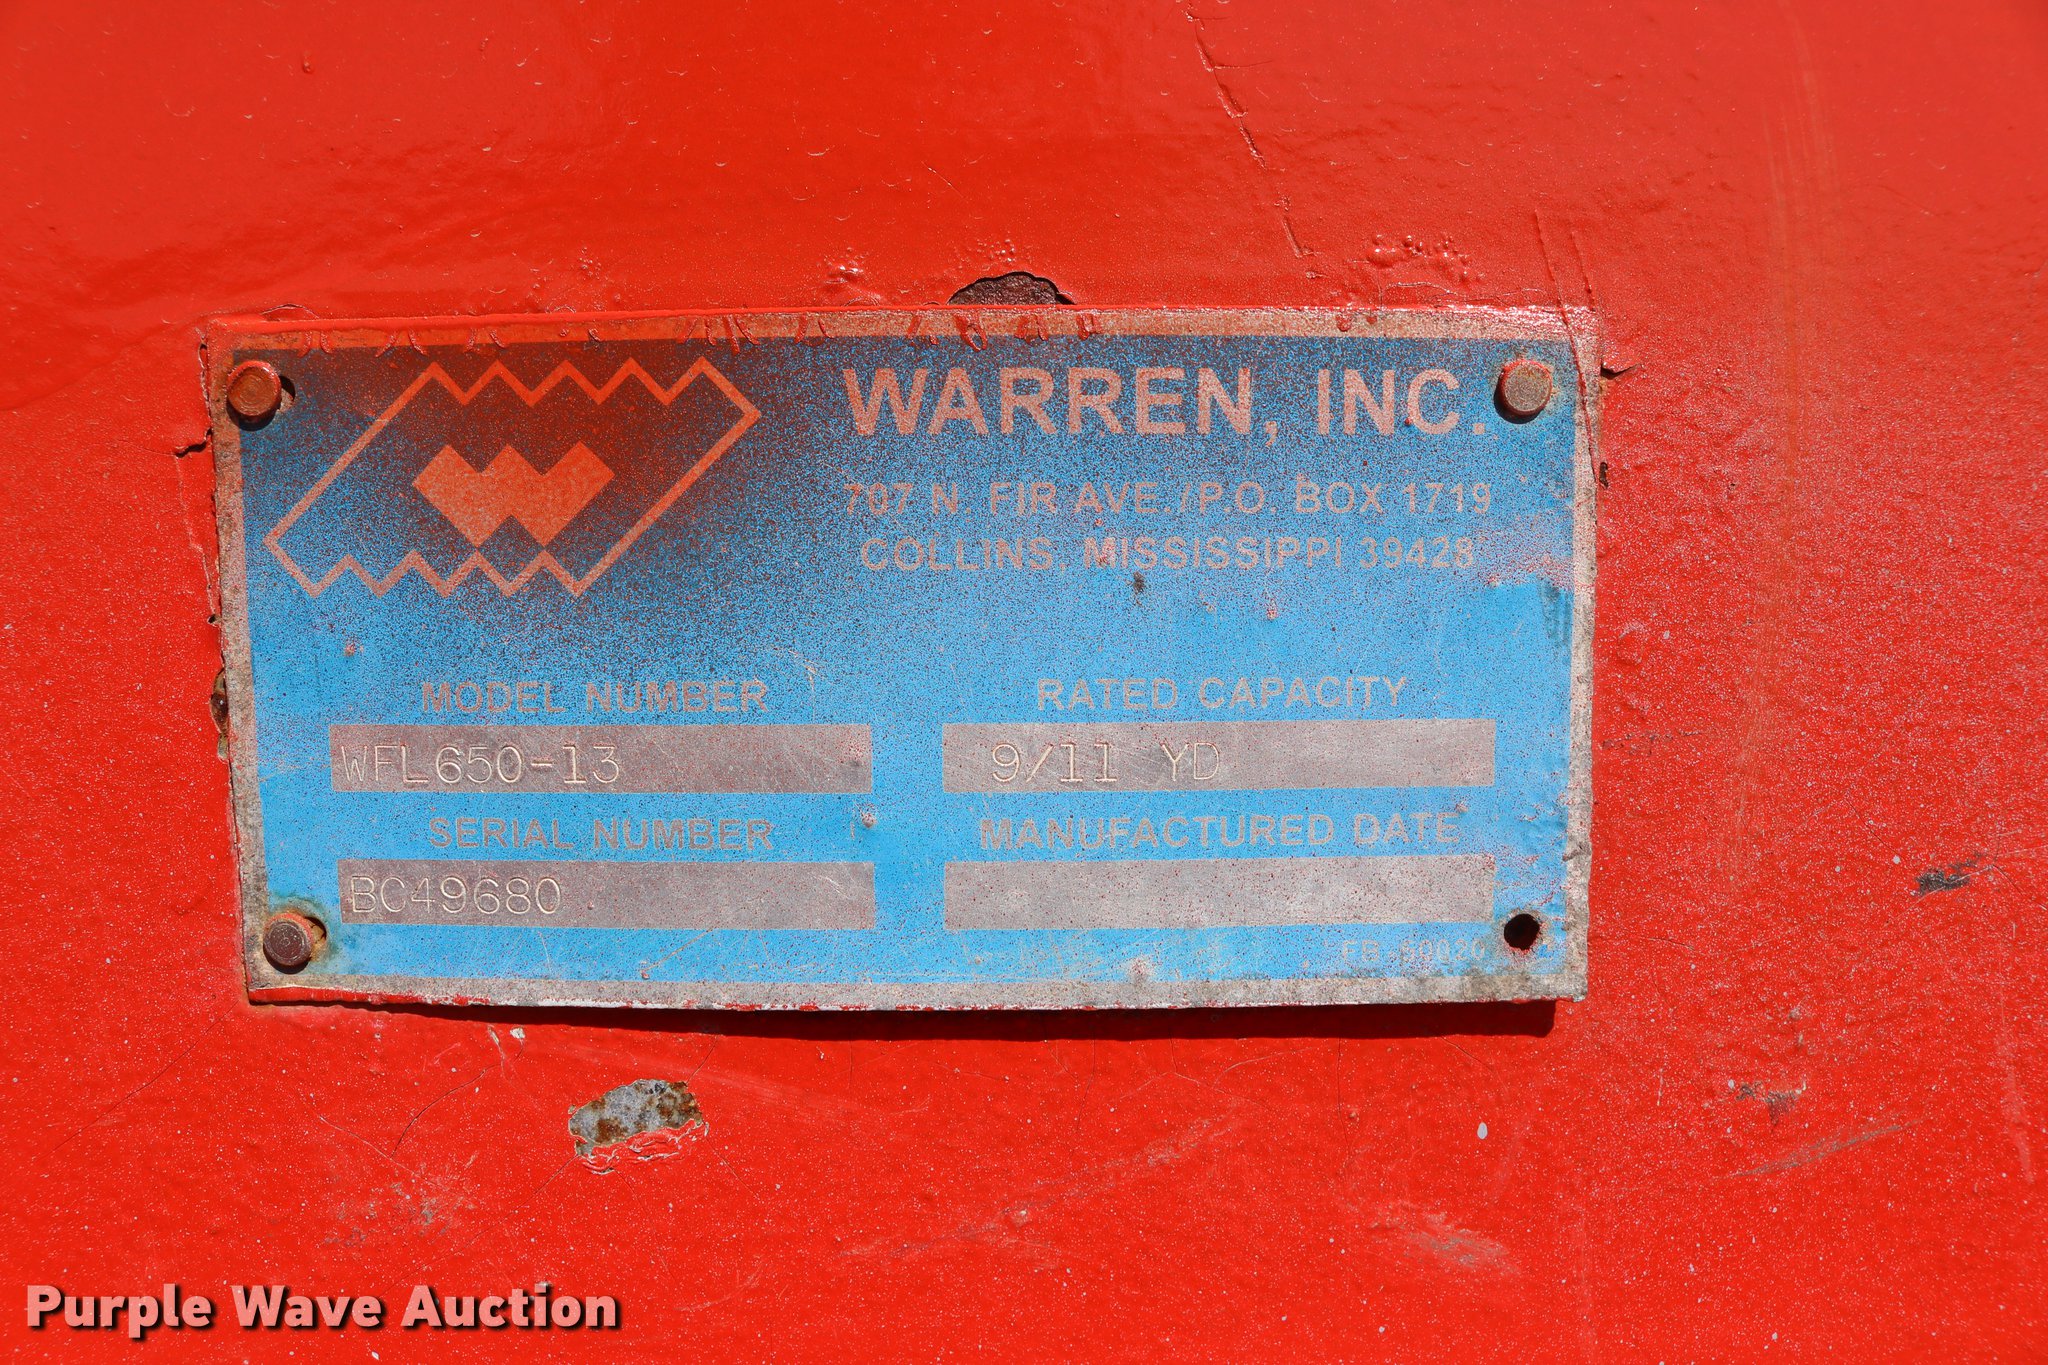 WARREN, INC.
707 N. FIR AVE./P.O. BOX 1719
COLLINS, MISSISSIPPI 39428
MODEL NUMBER
WFL650-13
RATED CAPACITY
9/11 YD
SERIAL NUMBER
BC49680
MANUFACTURED DATE
Purple Wave Auction